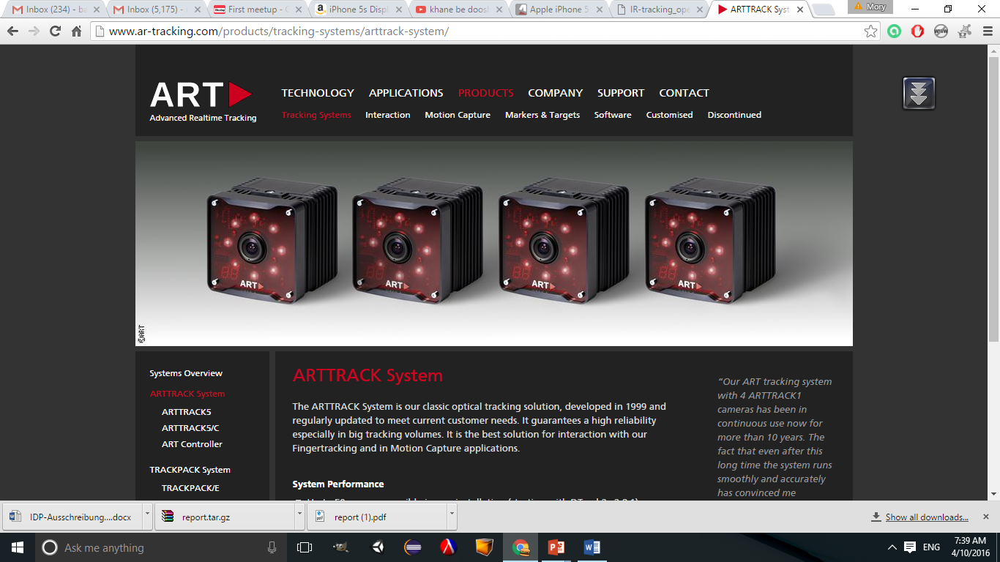 Inbox (234) - ba
Inbox (5,175) -
First meetup - C
iPhone 5s Displ
khane be doos
Apple iPhone 5
IR-tracking_ope
ARTTRACK Syst
Mory
www.ar-tracking.com/products/tracking-systems/arttrack-system/
ART
Advanced Realtime Tracking
TECHNOLOGY APPLICATIONS PRODUCTS COMPANY SUPPORT CONTACT
Tracking Systems Interaction Motion Capture Markers & Targets Software Customised Discontinued
ART
ART
ART
ART
©ART
Systems Overview
ARTTRACK System
ARTTRACK5
ARTTRACK5/C
ART Controller
TRACKPACK System
TRACKPACK/E
ARTTRACK System
The ARTTRACK System is our classic optical tracking solution, developed in 1999 and
regularly updated to meet current customer needs. It guarantees a high reliability
especially in big tracking volumes. It is the best solution for interaction with our
Fingertracking and in Motion Capture applications.
System Performance
“Our ART tracking system
with 4 ARTTRACK1
cameras has been in
continuous use now for
more than 10 years. The
fact that even after this
long time the system runs
smoothly and accurately
has convinced me
IDP-Ausschreibung....docx
report.tar.gz
report (1).pdf
Show all downloads...
Ask me anything
ENG
7:39 AM
4/10/2016